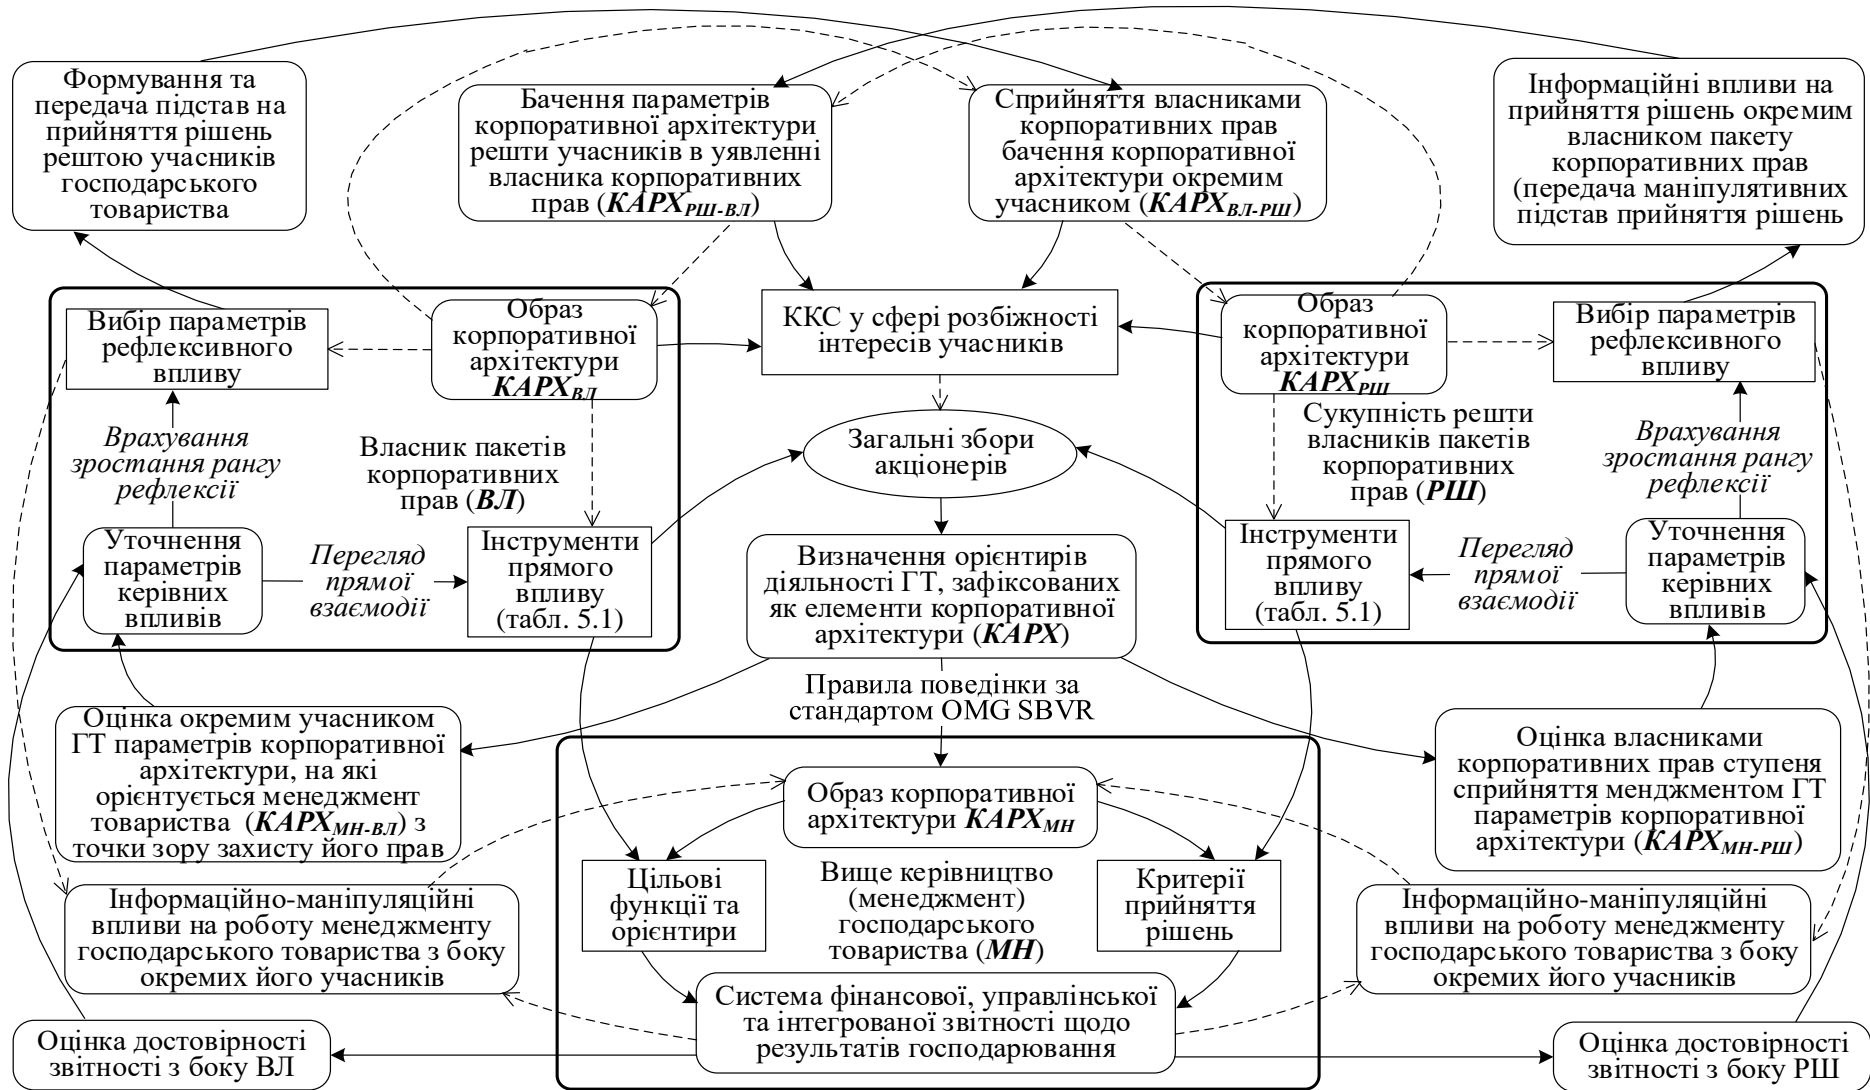 Формування та
передача підстав на
прийняття рішень
рештою учасників
господарського
товариства
Бачення параметрів
корпоративної архітектури
решти учасників в уявленні
власника корпоративних
прав (КАРХРШ-ВЛ)
Сприйняття власниками
корпоративних прав
бачення корпоративної
архітектури окремим
учасником (КАРХВЛ-РШ)
Інформаційні впливи на
прийняття рішень окремим
власником пакету
корпоративних прав
(передача маніпулятивних
підстав прийняття рішень
Вибір параметрів
рефлексивного
впливу
Образ
корпоративної
архітектури
КАРХВЛ
ККС у сфері розбіжності
інтересів учасників
Образ
корпоративної
архітектури
КАРХРШ
Вибір параметрів
рефлексивного
впливу
Врахування
зростання рангу
рефлексії
Власник пакетів
корпоративних
прав (ВЛ)
Загальні збори
акціонерів
Сукупність решти
власників пакетів
корпоративних
прав (РШ)
Врахування
зростання рангу
рефлексії
Уточнення
параметрів
керівних
впливів
Перегляд
прямої
взаємодії
Інструменти
прямого
впливу
(табл. 5.1)
Визначення орієнтирів
діяльності ГТ, зафіксованих
як елементи корпоративної
архітектури (КАРХ)
Інструменти
прямого
впливу
(табл. 5.1)
Перегляд
прямої
взаємодії
Уточнення
параметрів
керівних
впливів
Правила поведінки за
стандартом OMG SBVR
Оцінка окремим учасником
ГТ параметрів корпоративної
архітектури, на які
орієнтується менеджмент
товариства (КАРХМН-ВЛ) з
точки зору захисту його прав
Образ корпоративної
архітектури КАРХМН
Оцінка власниками
корпоративних прав ступеня
сприйняття менджментом ГТ
параметрів корпоративної
архітектури (КАРХМН-РШ)
Цільові
функції та
орієнтири
Вище керівництво
(менеджмент)
господарського
товариства (МН)
Критерії
прийняття
рішень
Інформаційно-маніпуляційні
впливи на роботу менеджменту
господарського товариства з боку
окремих його учасників
Інформаційно-маніпуляційні
впливи на роботу менеджменту
господарського товариства з боку
окремих його учасників
Система фінансової, управлінської
та інтегрованої звітності щодо
результатів господарювання
Оцінка достовірності
звітності з боку ВЛ
Оцінка достовірності
звітності з боку РШ